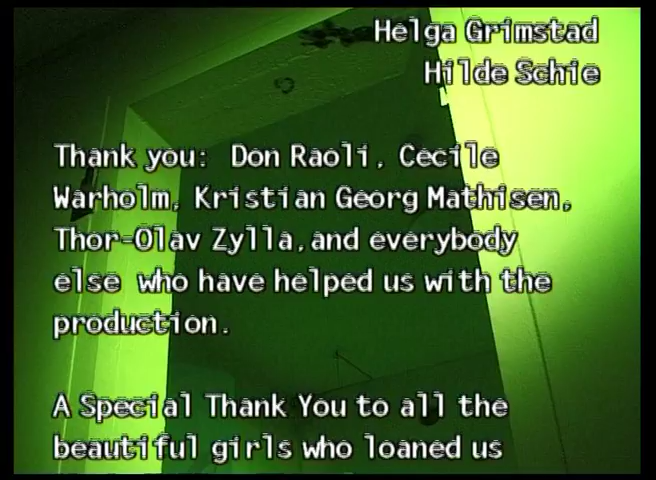 Helga Grimstad
Hilde Schie
Thank you: Don Raoli, Cecile
Warholm, Kristian Georg Mathisen,
Thor-Olav Zylla,and everybody
else who have helped us with the
production.
A Special Thank You to all the
beautiful girls who loaned us